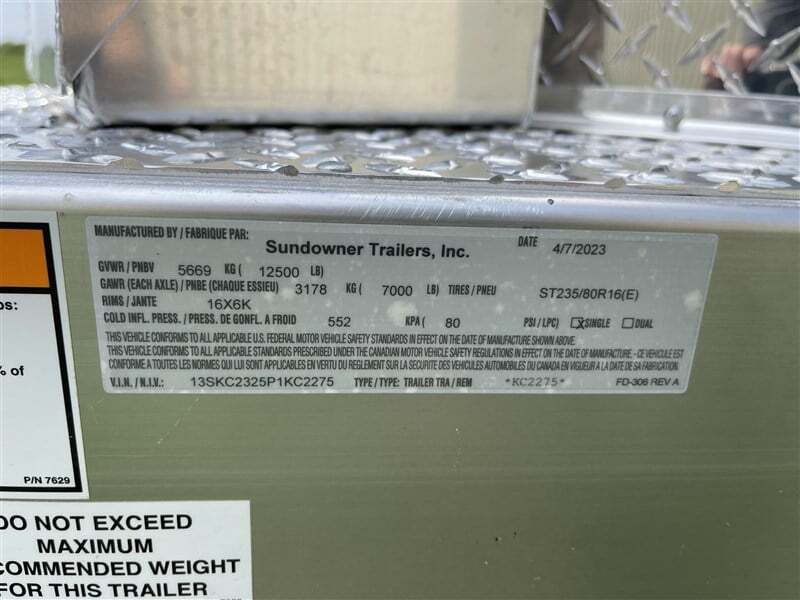 MANUFACTURED BY / FABRIQUE PAR: Sundowner Trailers, Inc. DATE 4/7/2023
GVWR / PNBV 5669 KG ( 12500 LB)
GAWR (EACH AXLE) / PNBE (CHAQUE ESSIEU) 3178 KG ( 7000 LB) TIRES / PNEU ST235/80R16(E)
RIMS / JANTE 16X6K
COLD INFL. PRESS. / PRESS. DE GONFL. A FROID 552 KPA ( 80 PSI / LPC) X SINGLE DUAL
THIS VEHICLE CONFORMS TO ALL APPLICABLE U.S. FEDERAL MOTOR VEHICLE SAFETY STANDARDS IN EFFECT ON THE DATE OF MANUFACTURE SHOWN ABOVE.
THIS VEHICLE CONFORMS TO ALL APPLICABLE STANDARDS PRESCRIBED UNDER THE CANADIAN MOTOR VEHICLE SAFETY REGULATIONS IN EFFECT ON THE DATE OF MANUFACTURE. ~ CE VEHICULE EST
CONFORME A TOUTES LES NORMES QUI LUI SONT APPLICABLES EN VERTU DU REGLEMENT SUR LA SECURITE DES VEHICULES AUTOMOBILES DU CANADA EN VIGUEUR A LA DATE DE SA FABRICATION.
V.I.N. / N.I.V.: 13SKC2325P1KC2275 TYPE / TYPE: TRAILER TRA / REM *KC2275* FD-306 REV A
ps:
% of
P/N 7629
DO NOT EXCEED
MAXIMUM
COMMENDED WEIGHT
FOR THIS TRAILER